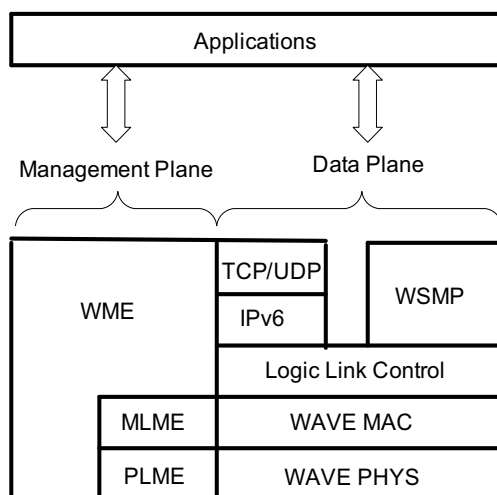 Applications
Management Plane
Data Plane
TCP/UDP
WME
IPv6
WSMP
Logic Link Control
MLME
WAVE MAC
PLME
WAVE PHYS